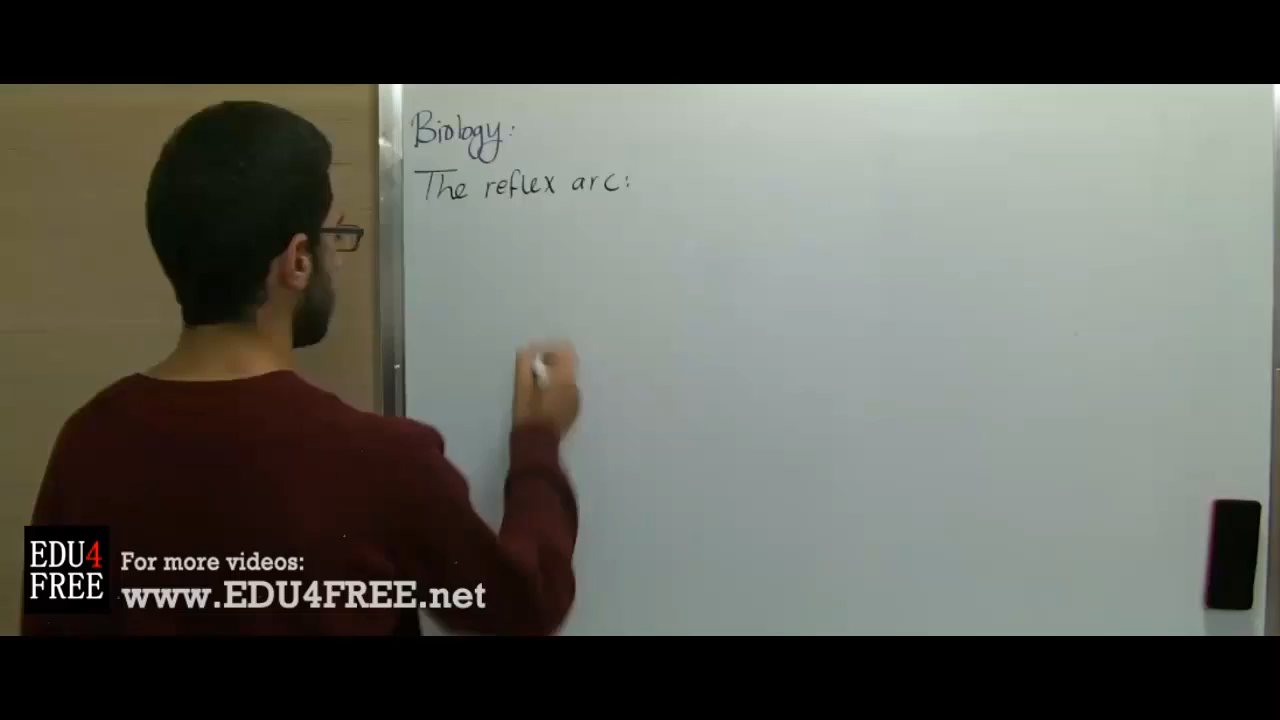 Biology:
The reflex arc:
EDU4
FREE
For more videos:
www.EDU4FREE.net